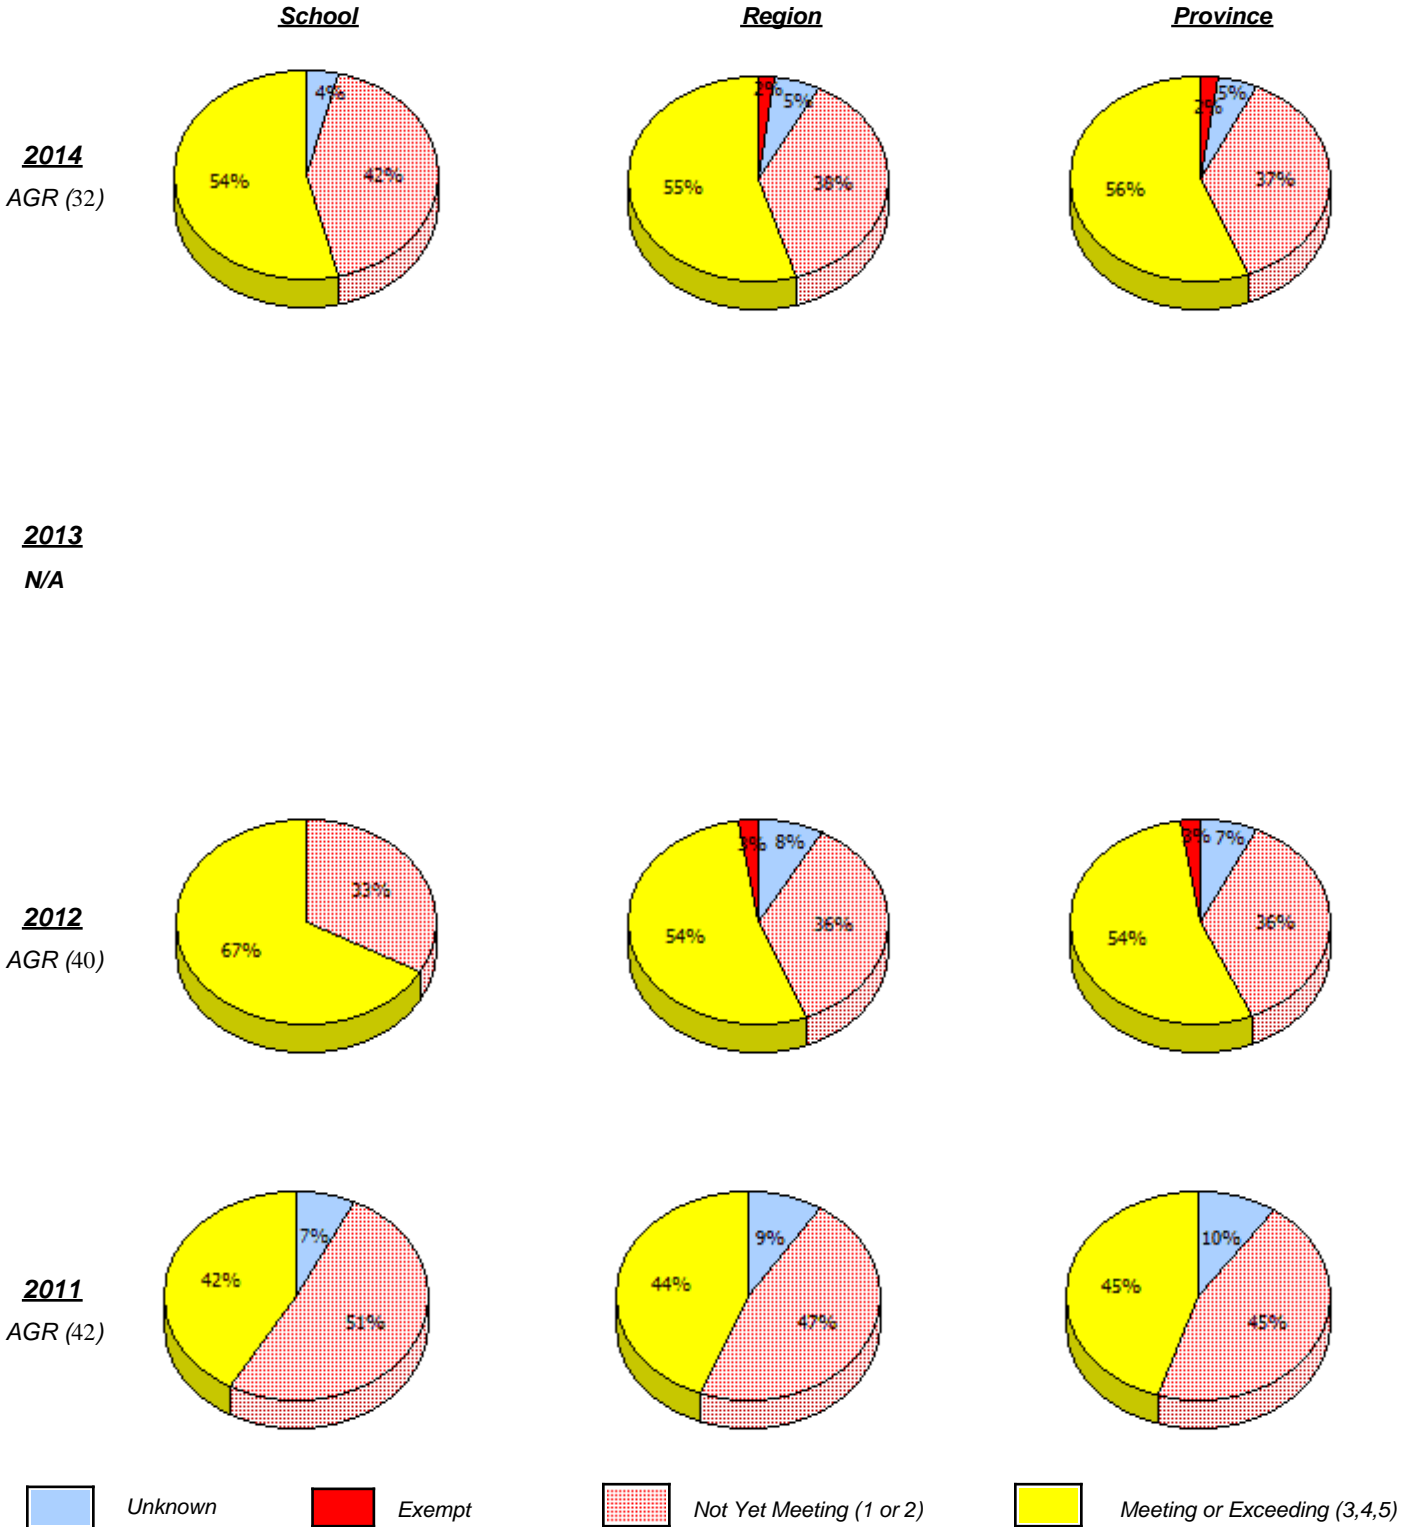 School Region Province
2014
AGR (32)
4% 42% 54%
2% 5% 38% 55%
2% 5% 37% 56%
2013
N/A
2012
AGR (40)
33% 67%
3% 8% 36% 54%
3% 7% 36% 54%
2011
AGR (42)
7% 51% 42%
9% 47% 44%
10% 45% 45%
Unknown Exempt Not Yet Meeting (1 or 2) Meeting or Exceeding (3,4,5)